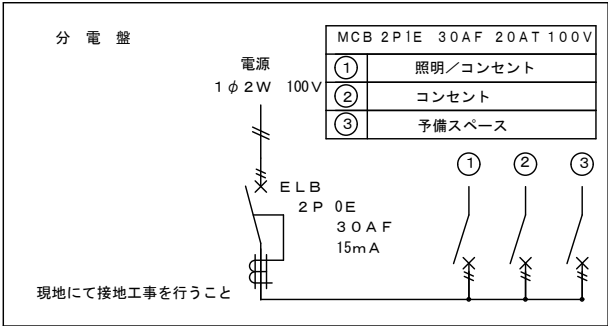 分 電 盤
電源
1φ2W 100V
MCB 2P1E 30AF 20AT 100V
① 照明／コンセント
② コンセント
③ 予備スペース
① ② ③
ELB
2P 0E
30AF
15mA
現地にて接地工事を行うこと